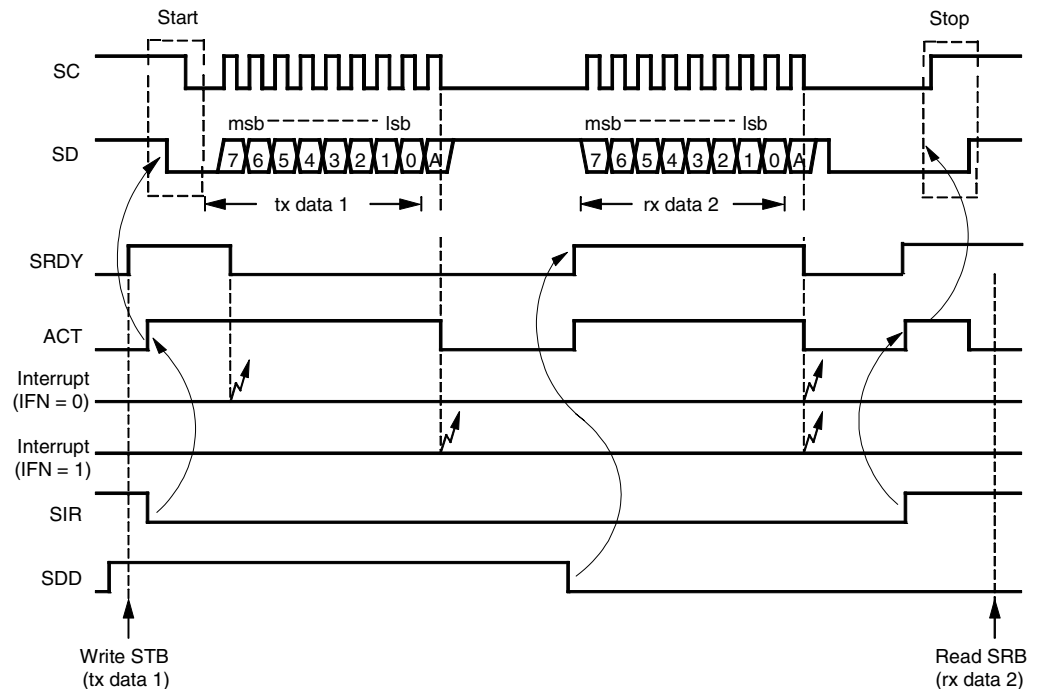 Start
Stop
SC
msb lsb
msb lsb
SD
7 6 5 4 3 2 1 0 A
7 6 5 4 3 2 1 0 A
tx data 1
rx data 2
SRDY
ACT
Interrupt
(IFN = 0)
Interrupt
(IFN = 1)
SIR
SDD
Write STB
(tx data 1)
Read SRB
(rx data 2)